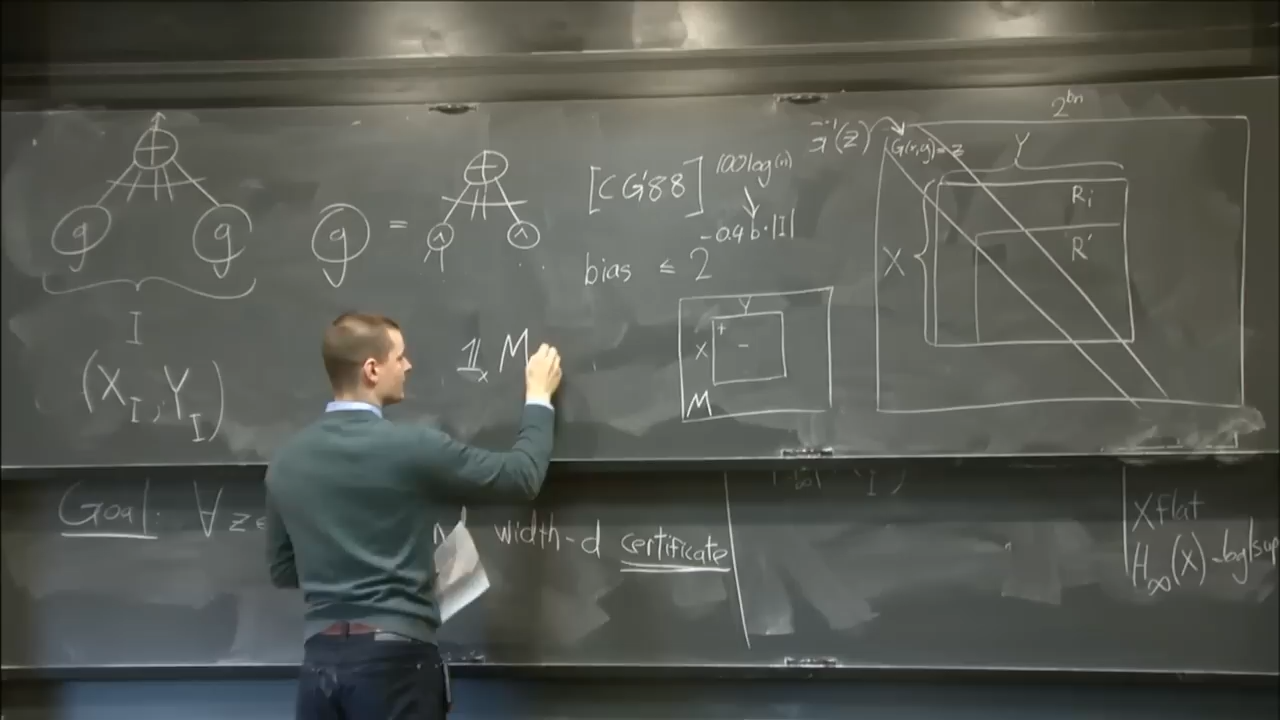 ⊕
g g
I
(X_I, Y_I)
g = ⊕
∧ ∧
[CG'88]
100 log(n)
bias ≤ 2^{-0.9 b·|I|}
𝟙_x M
Y
X + -
M
2^{bn}
G(x,y)=z
Y
X
R_i
R'
Goal: ∀ z ∈
width-d certificate
X flat
H_∞(X)